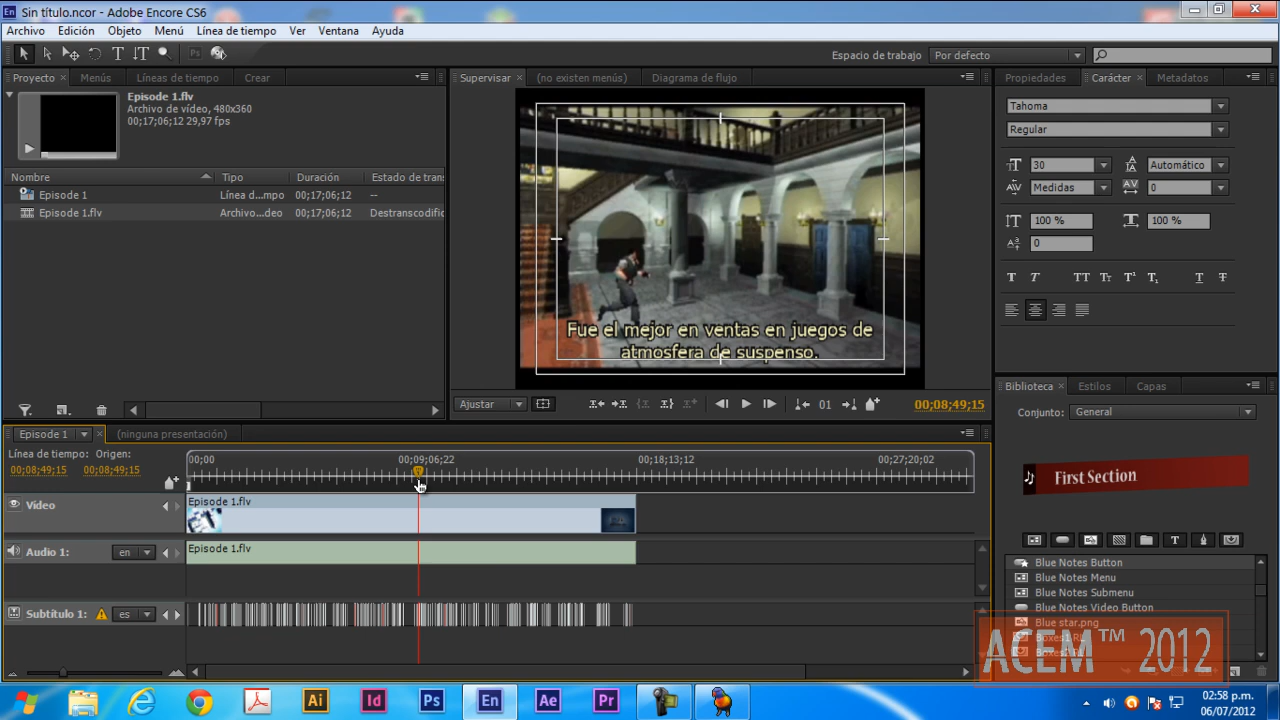 Sin título.ncor - Adobe Encore CS6
Archivo Edición Objeto Menú Línea de tiempo Ver Ventana Ayuda
Espacio de trabajo Por defecto
Proyecto Menús Líneas de tiempo Crear
Episode 1.flv
Archivo de vídeo, 480x360
00;17;06;12 29,97 fps
Nombre Tipo Duración Estado de trans
Episode 1 Línea d...mpo 00;17;06;12 --
Episode 1.flv Archivo...deo 00;17;06;12 Destranscodific
Supervisar (no existen menús) Diagrama de flujo
Fue el mejor en ventas en juegos de
atmosfera de suspenso.
Ajustar 01 00;08;49;15
Propiedades Carácter Metadatos
Tahoma
Regular
30 Automático
Medidas 0
100 % 100 %
0
Biblioteca Estilos Capas
Conjunto: General
First Section
Blue Notes Button
Blue Notes Menu
Blue Notes Submenu
Blue Notes Video Button
Blue star.png
Episode 1 (ninguna presentación)
Línea de tiempo: Origen:
00;08;49;15 00;08;49;15
00;00 00;09;06;22 00;18;13;12 00;27;20;02
Vídeo Episode 1.flv
Audio 1: en Episode 1.flv
Subtítulo 1: es
ACEM™ 2012
Ai Id Ps En Ae Pr
02:58 p.m.
06/07/2012